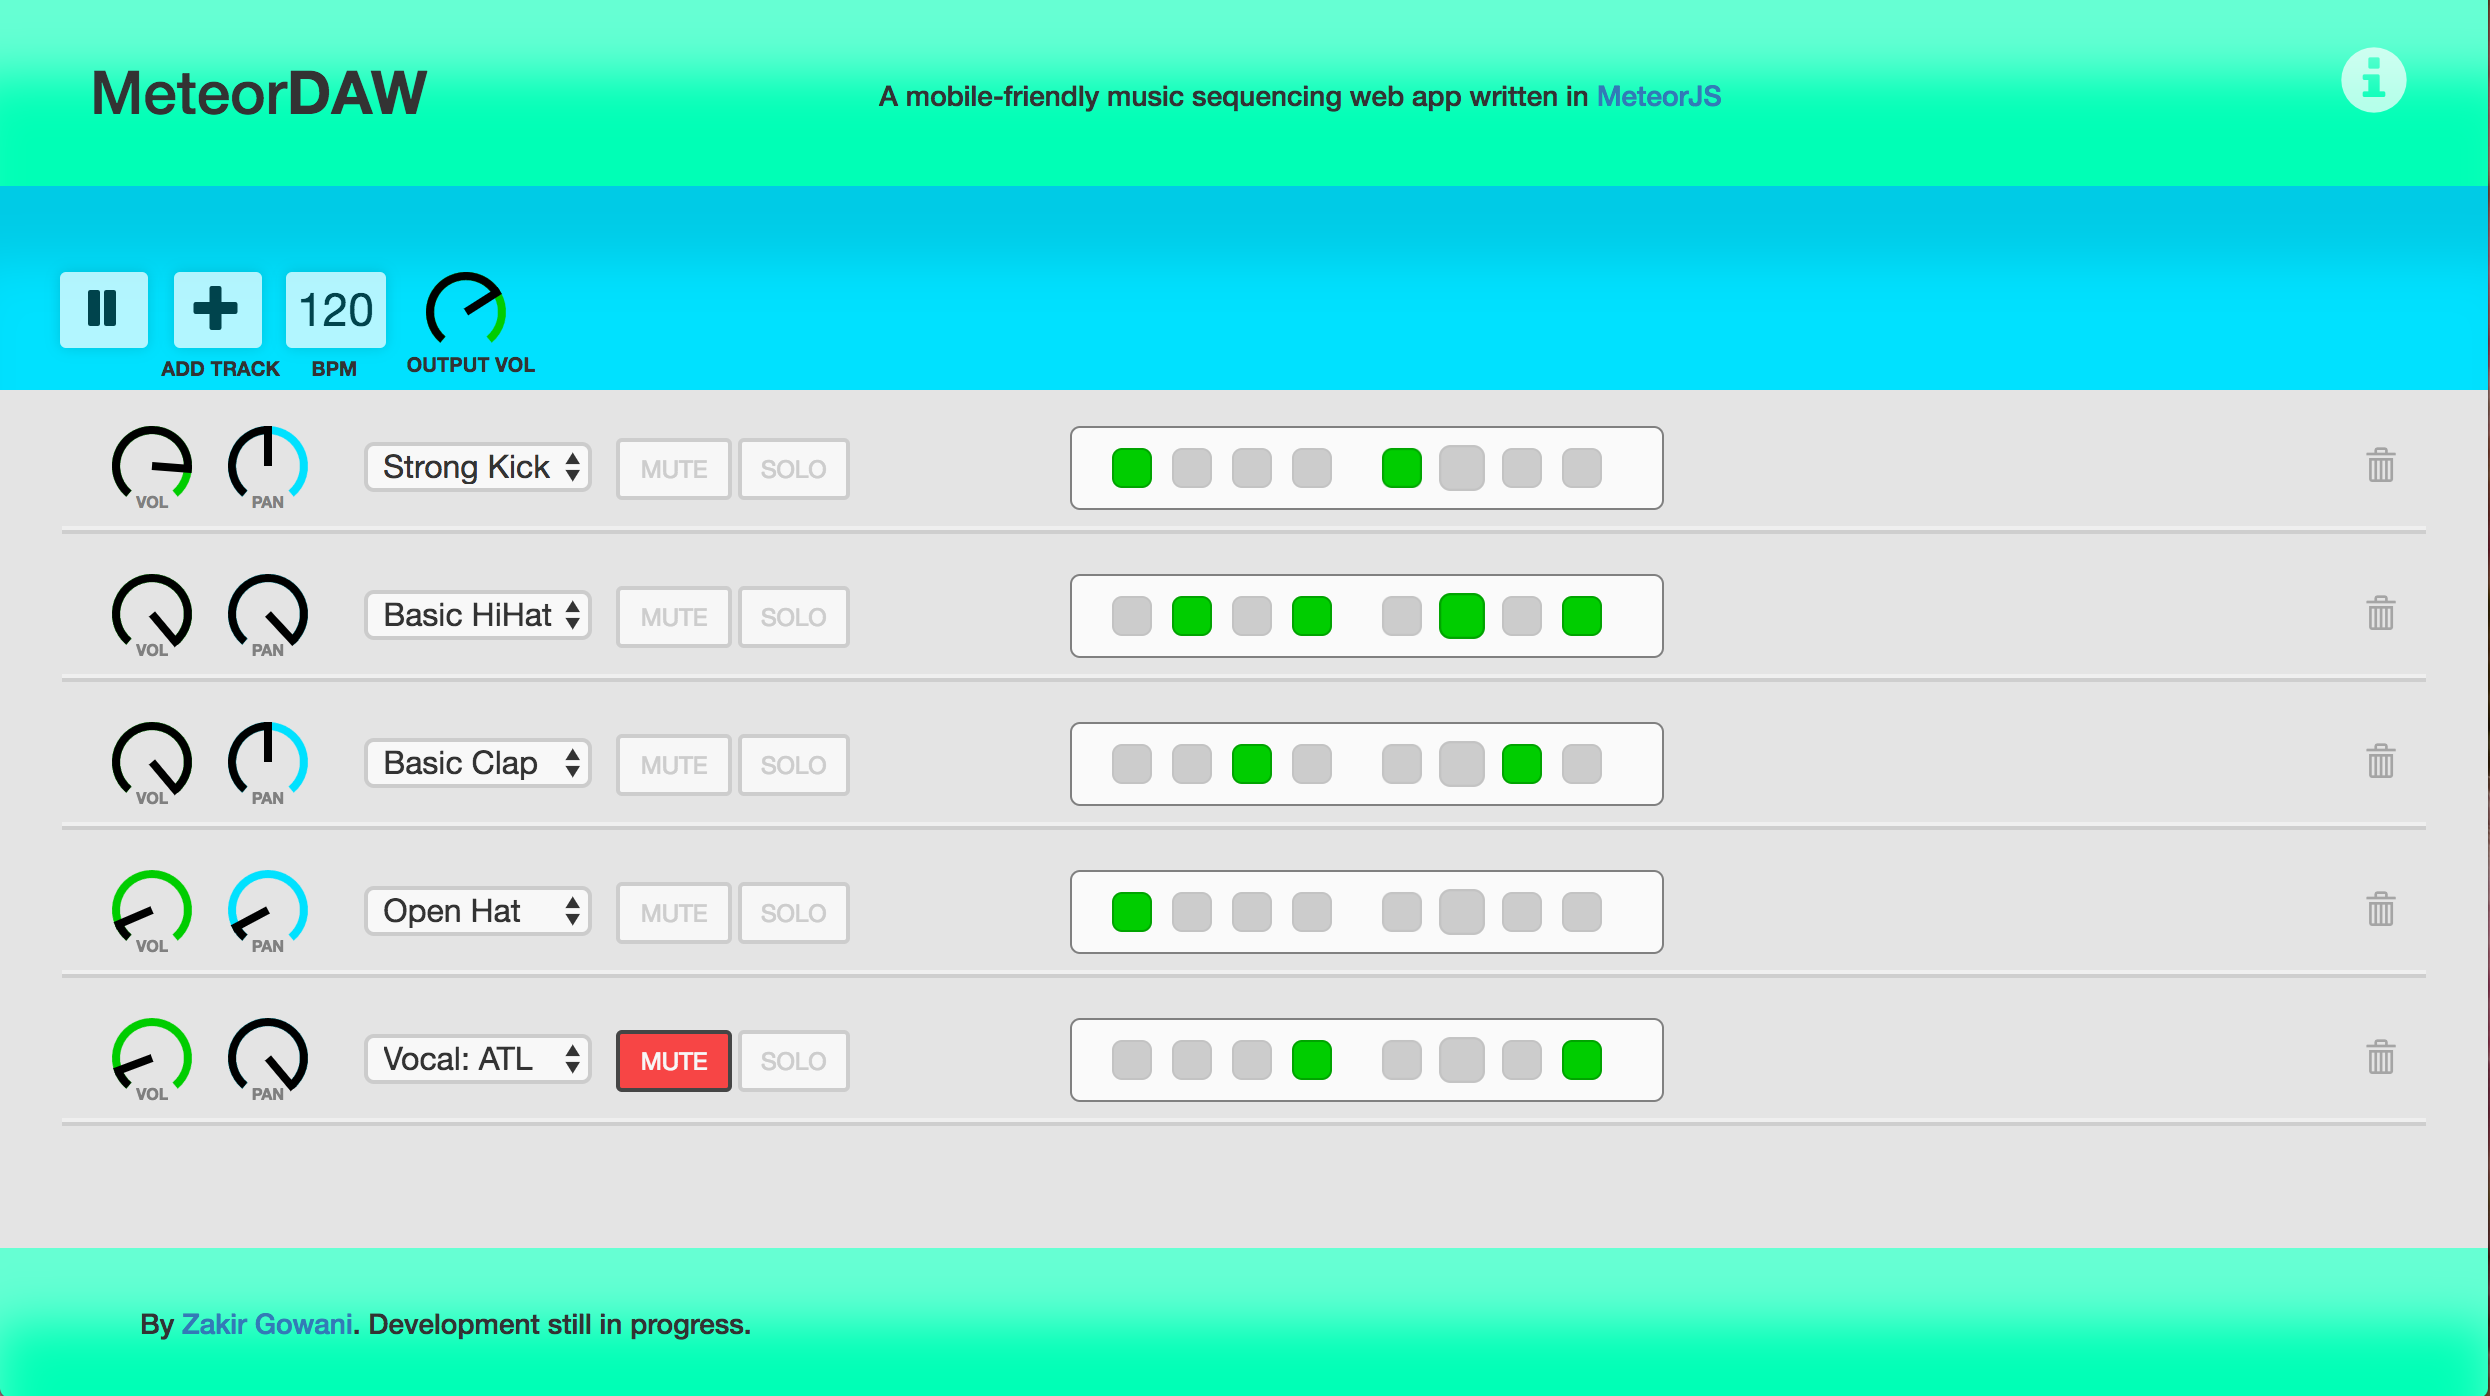 MeteorDAW
A mobile-friendly music sequencing web app written in MeteorJS
120
ADD TRACK BPM OUTPUT VOL
VOL PAN Strong Kick MUTE SOLO
VOL PAN Basic HiHat MUTE SOLO
VOL PAN Basic Clap MUTE SOLO
VOL PAN Open Hat MUTE SOLO
VOL PAN Vocal: ATL MUTE SOLO
By Zakir Gowani. Development still in progress.